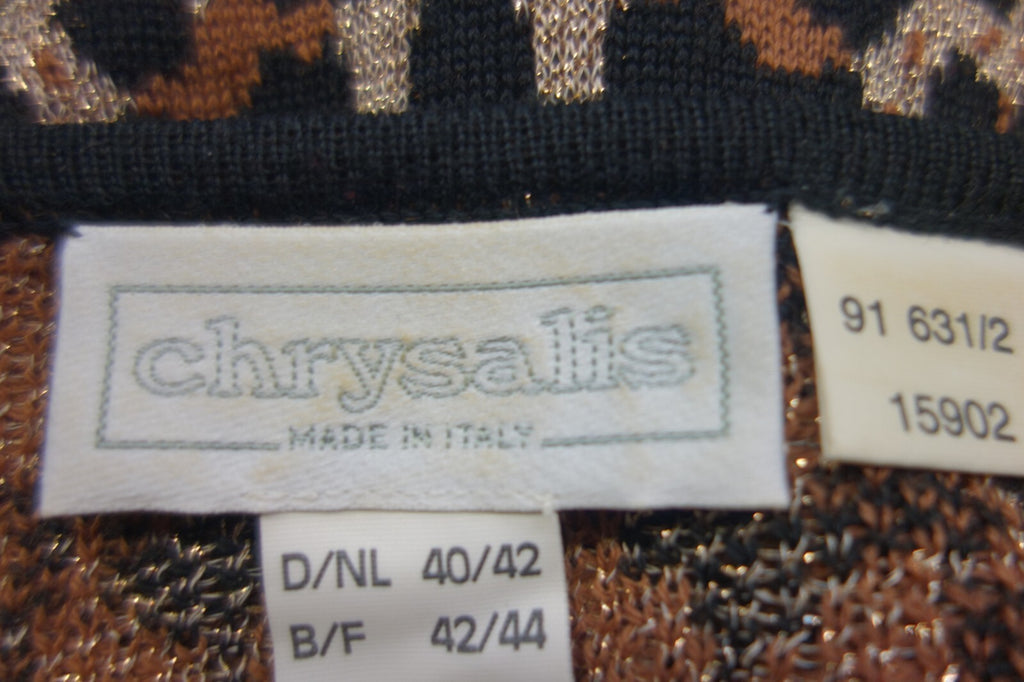 chrysalis
MADE IN ITALY
91 631/2
15902
D/NL 40/42
B/F 42/44